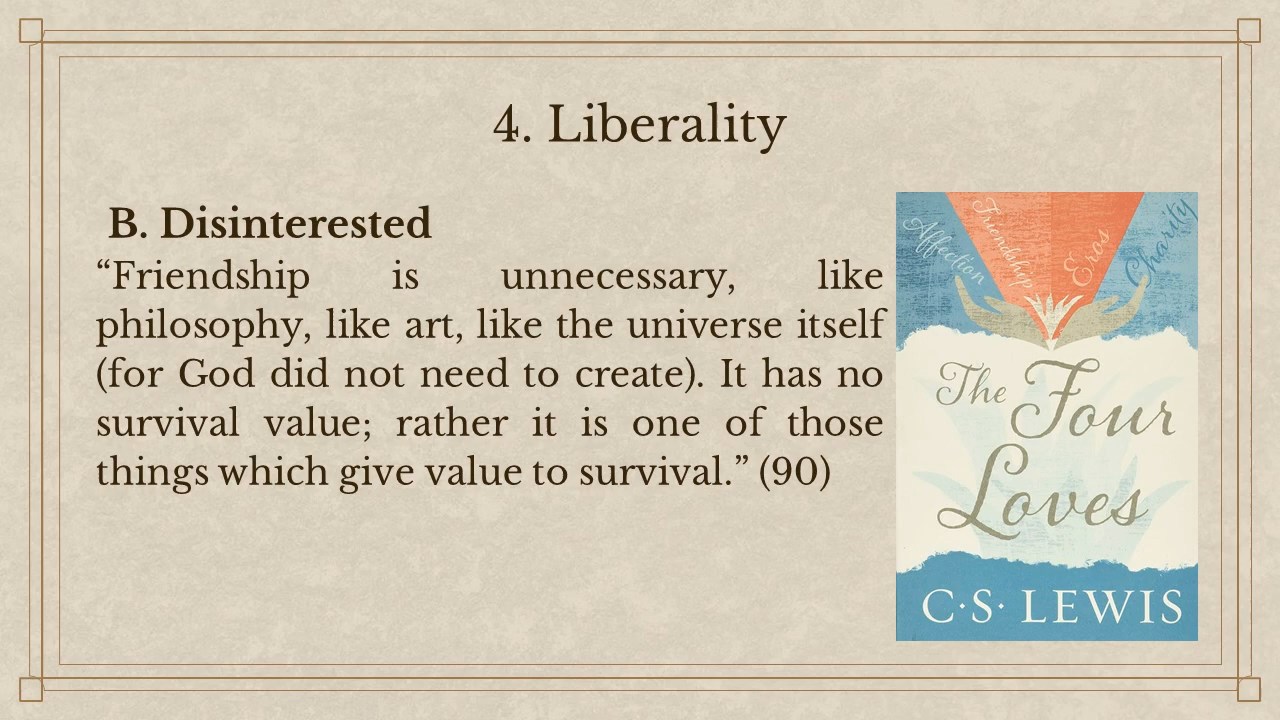 4. Liberality
B. Disinterested
“Friendship is unnecessary, like
philosophy, like art, like the universe itself
(for God did not need to create). It has no
survival value; rather it is one of those
things which give value to survival.” (90)
Affection
Friendship
Eros
Charity
The Four
Loves
C·S· LEWIS